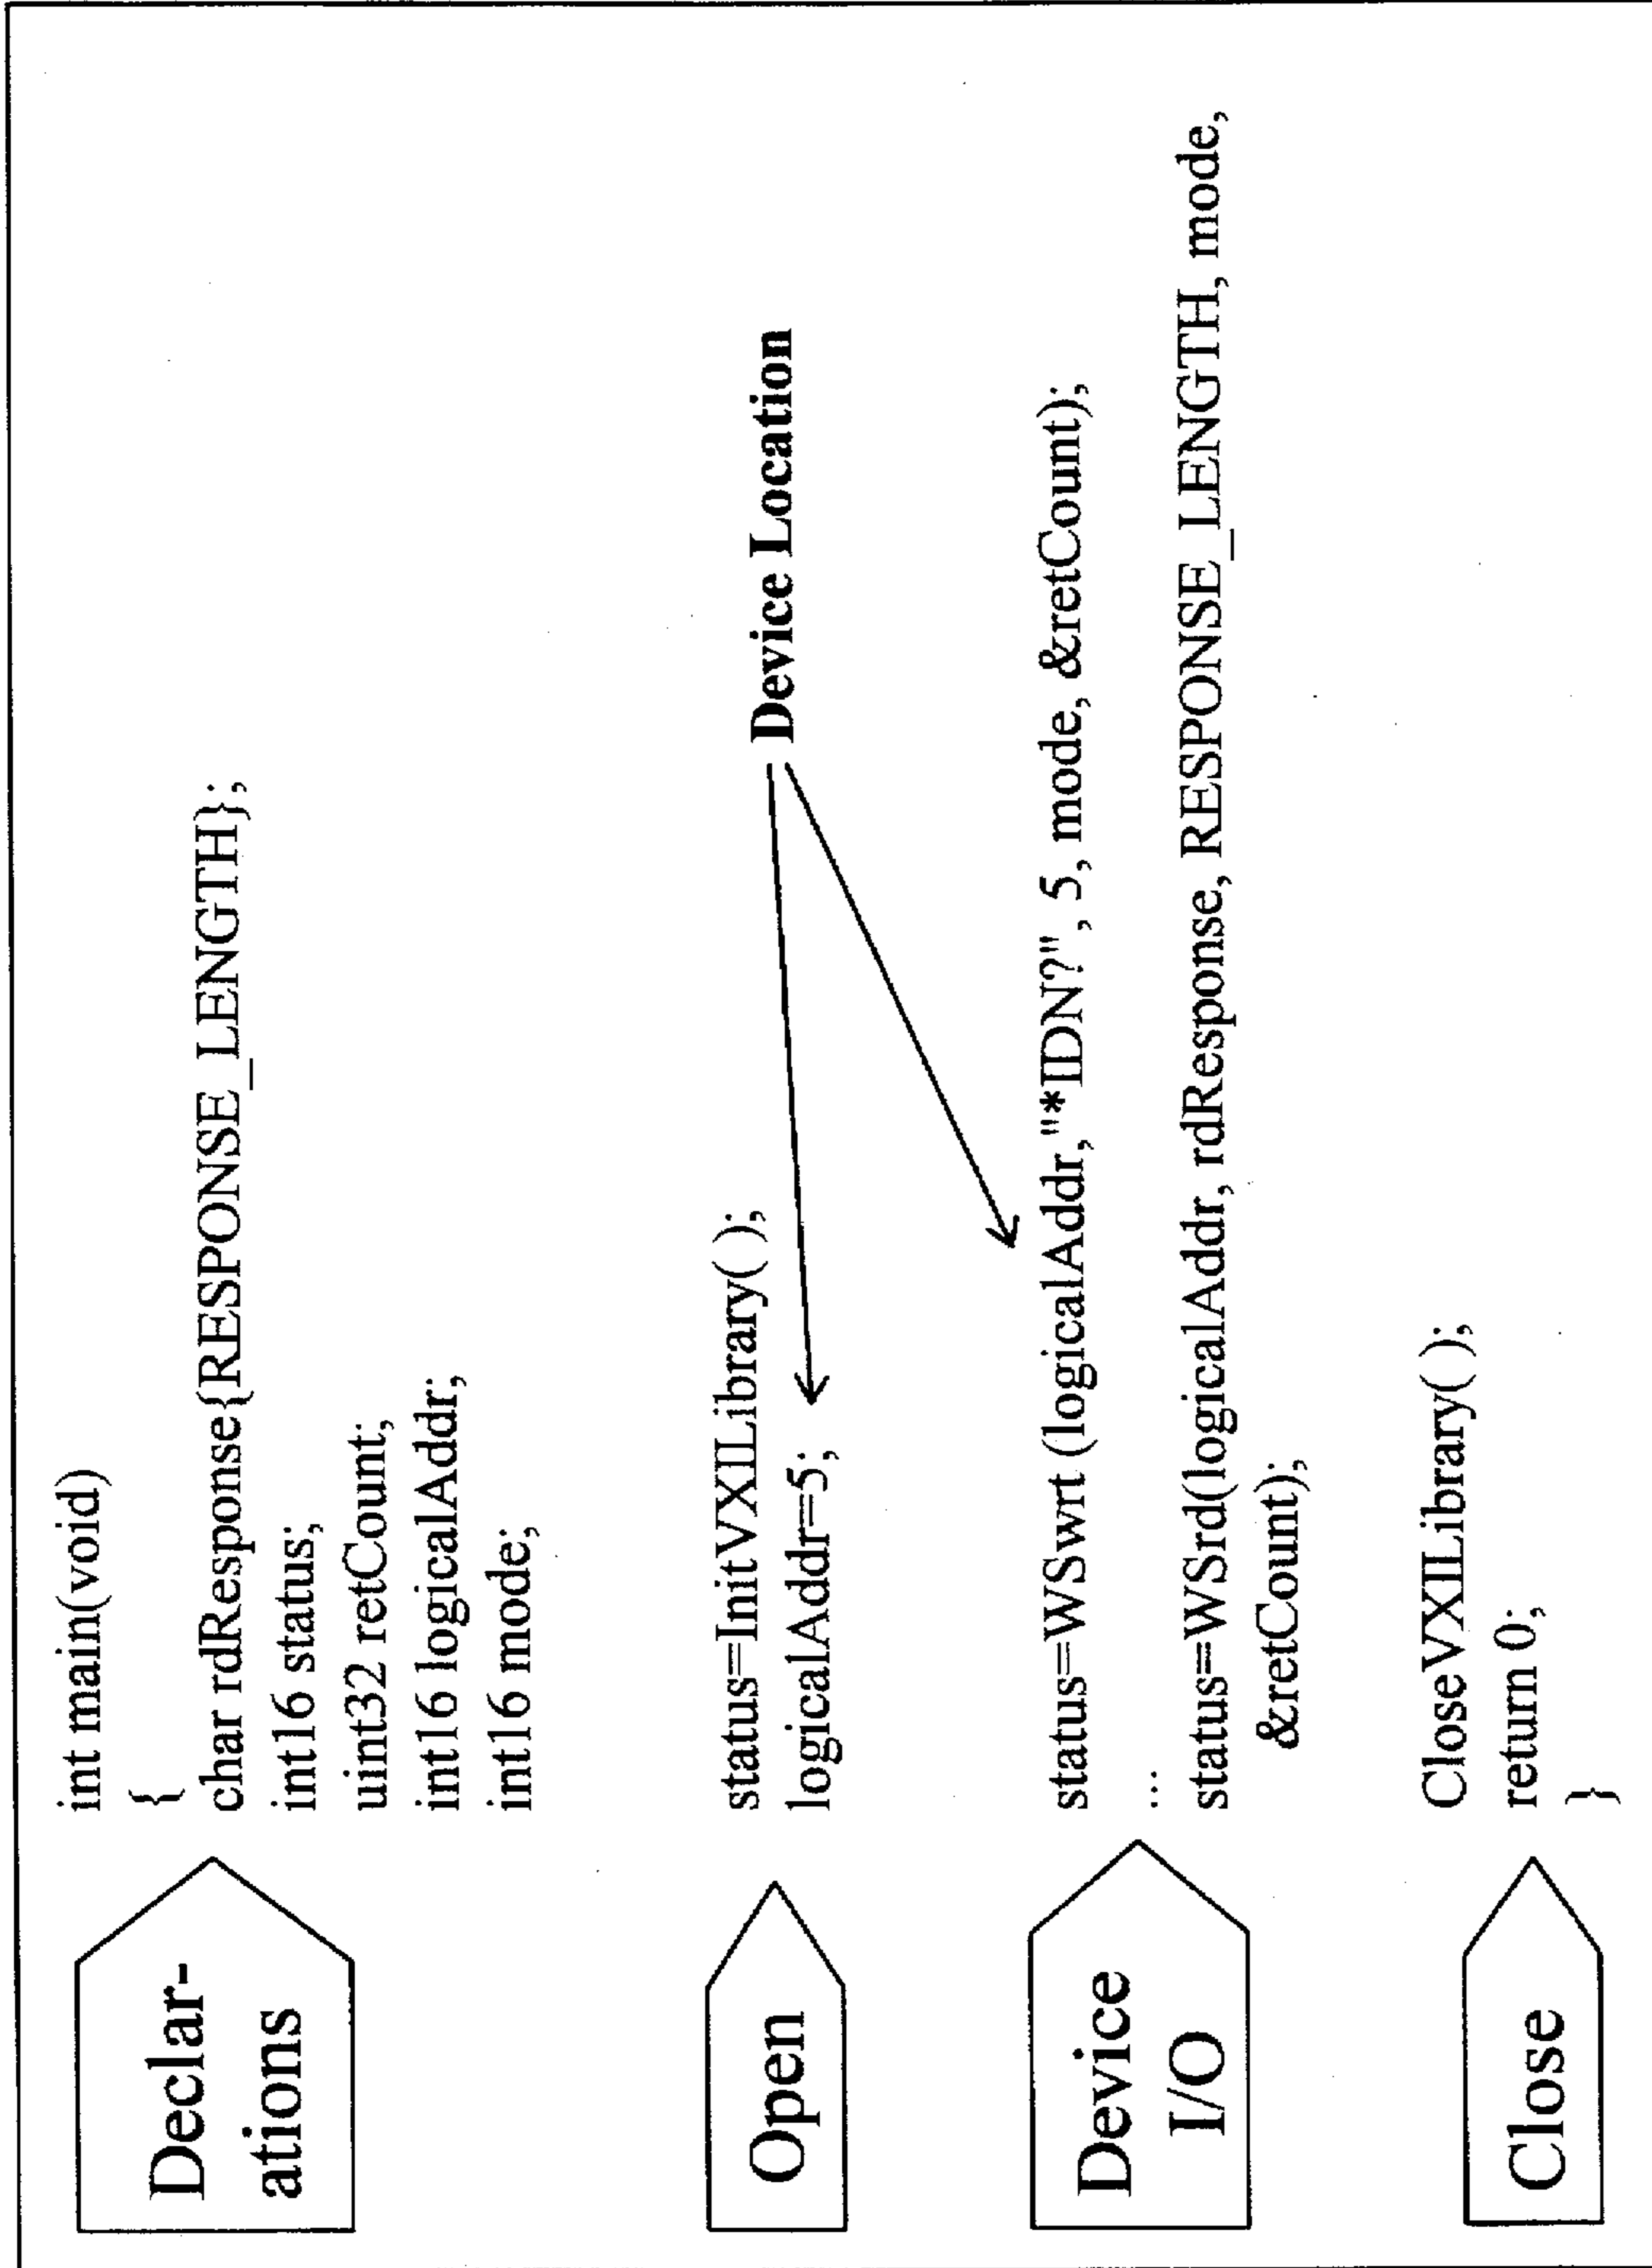 Declar-
ations
int main(void)
{
char rdResponse{RESPONSE_LENGTH};
int16 status;
uint32 retCount;
int16 logicalAddr;
int16 mode;
Open
status=InitVXILibrary( );
logicalAddr=5;
Device Location
Device
I/O
status=WSwrt (logicalAddr,"*IDN?", 5, mode, &retCount);
...
status=WSrd(logicalAddr, rdResponse, RESPONSE_LENGTH, mode,
&retCount);
Close
CloseVXILibrary( );
return 0;
}